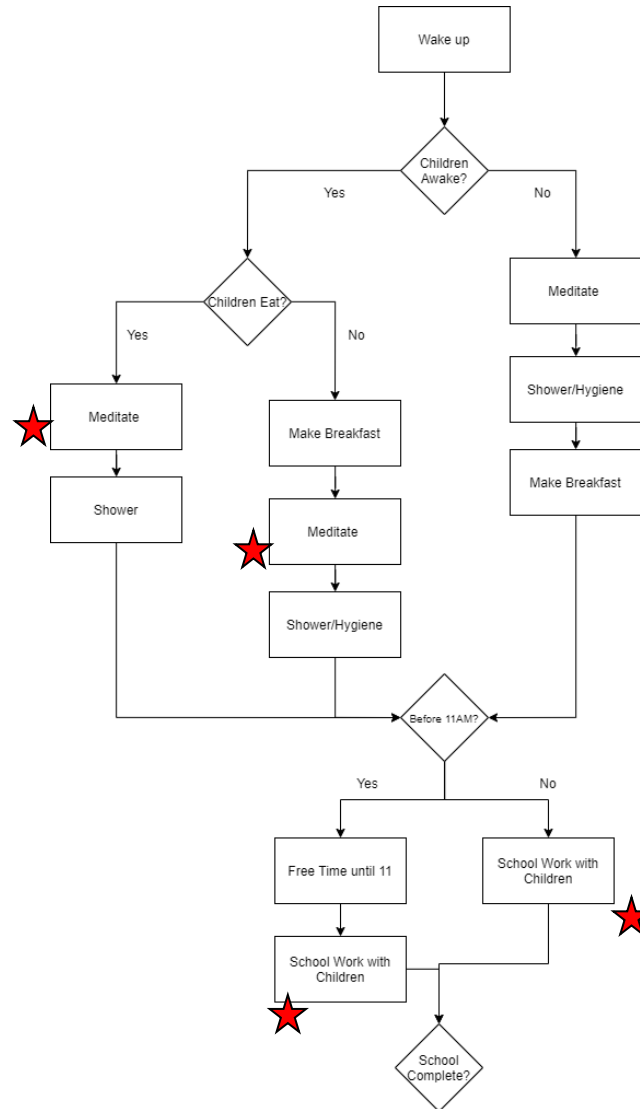 Wake up
Children
Awake?
Yes
No
Children Eat?
Meditate
Yes
No
Meditate
Shower/Hygiene
Make Breakfast
Make Breakfast
Shower
Meditate
Shower/Hygiene
Before 11AM?
Yes
No
Free Time until 11
School Work with
Children
School Work with
Children
School
Complete?